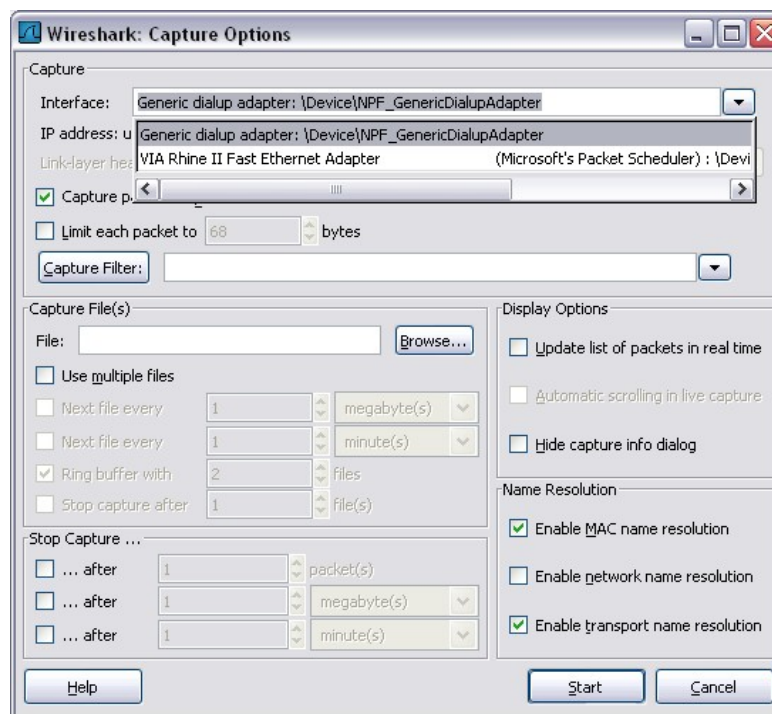 Wireshark: Capture Options
Capture
Interface: Generic dialup adapter: \Device\NPF_GenericDialupAdapter
IP address: u
Generic dialup adapter: \Device\NPF_GenericDialupAdapter
Link-layer hea
VIA Rhine II Fast Ethernet Adapter (Microsoft's Packet Scheduler) : \Devi
Capture p
Limit each packet to 68 bytes
Capture Filter:
Capture File(s)
File: Browse...
Use multiple files
Next file every 1 megabyte(s)
Next file every 1 minute(s)
Ring buffer with 2 files
Stop capture after 1 file(s)
Stop Capture ...
... after 1 packet(s)
... after 1 megabyte(s)
... after 1 minute(s)
Display Options
Update list of packets in real time
Automatic scrolling in live capture
Hide capture info dialog
Name Resolution
Enable MAC name resolution
Enable network name resolution
Enable transport name resolution
Help Start Cancel